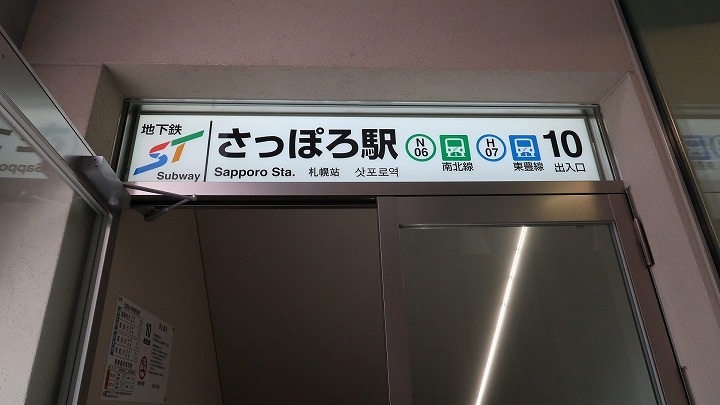 地下鉄
ST
Subway
さっぽろ駅
Sapporo Sta. 札幌站 삿포로역
N 06
南北線
H 07
東豊線
10
出入口
10